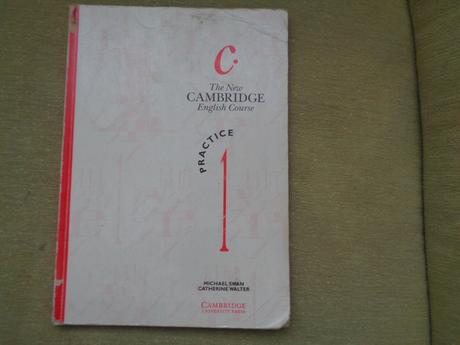 C.
The New
CAMBRIDGE
English Course
PRACTICE
1
MICHAEL SWAN
CATHERINE WALTER
CAMBRIDGE
UNIVERSITY PRESS